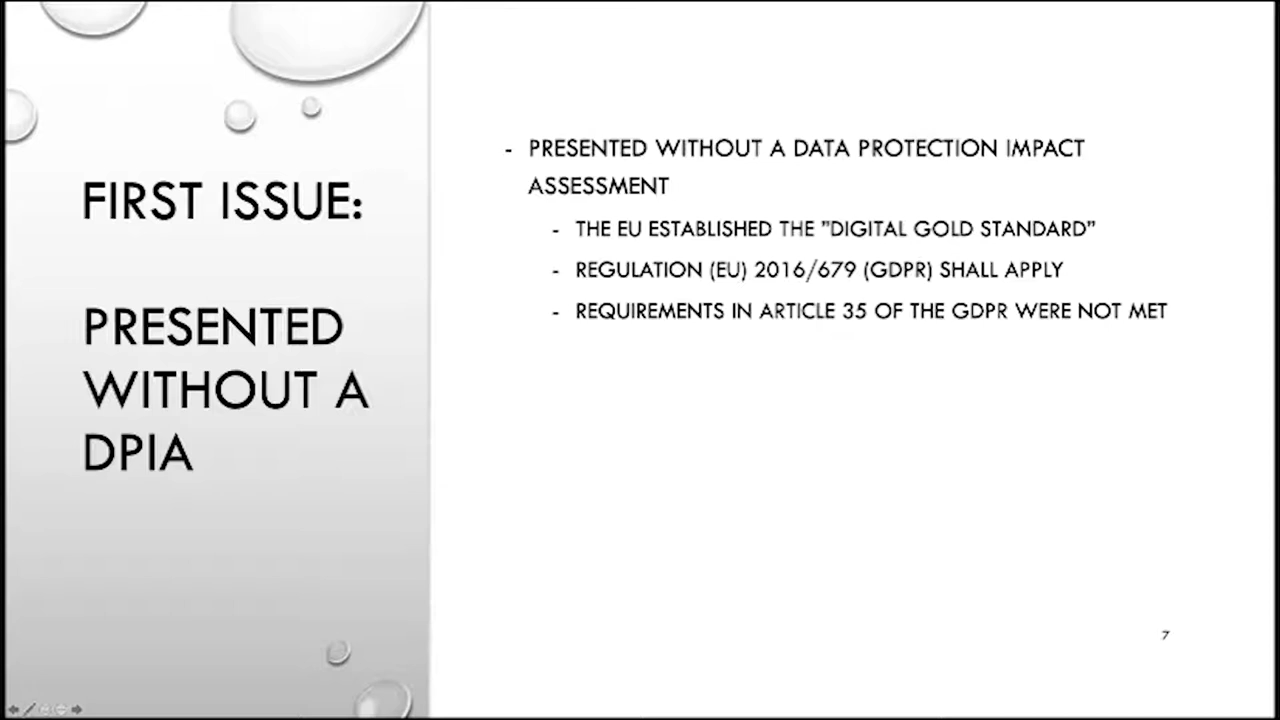 FIRST ISSUE:
PRESENTED
WITHOUT A
DPIA
- PRESENTED WITHOUT A DATA PROTECTION IMPACT
ASSESSMENT
- THE EU ESTABLISHED THE "DIGITAL GOLD STANDARD"
- REGULATION (EU) 2016/679 (GDPR) SHALL APPLY
- REQUIREMENTS IN ARTICLE 35 OF THE GDPR WERE NOT MET
7